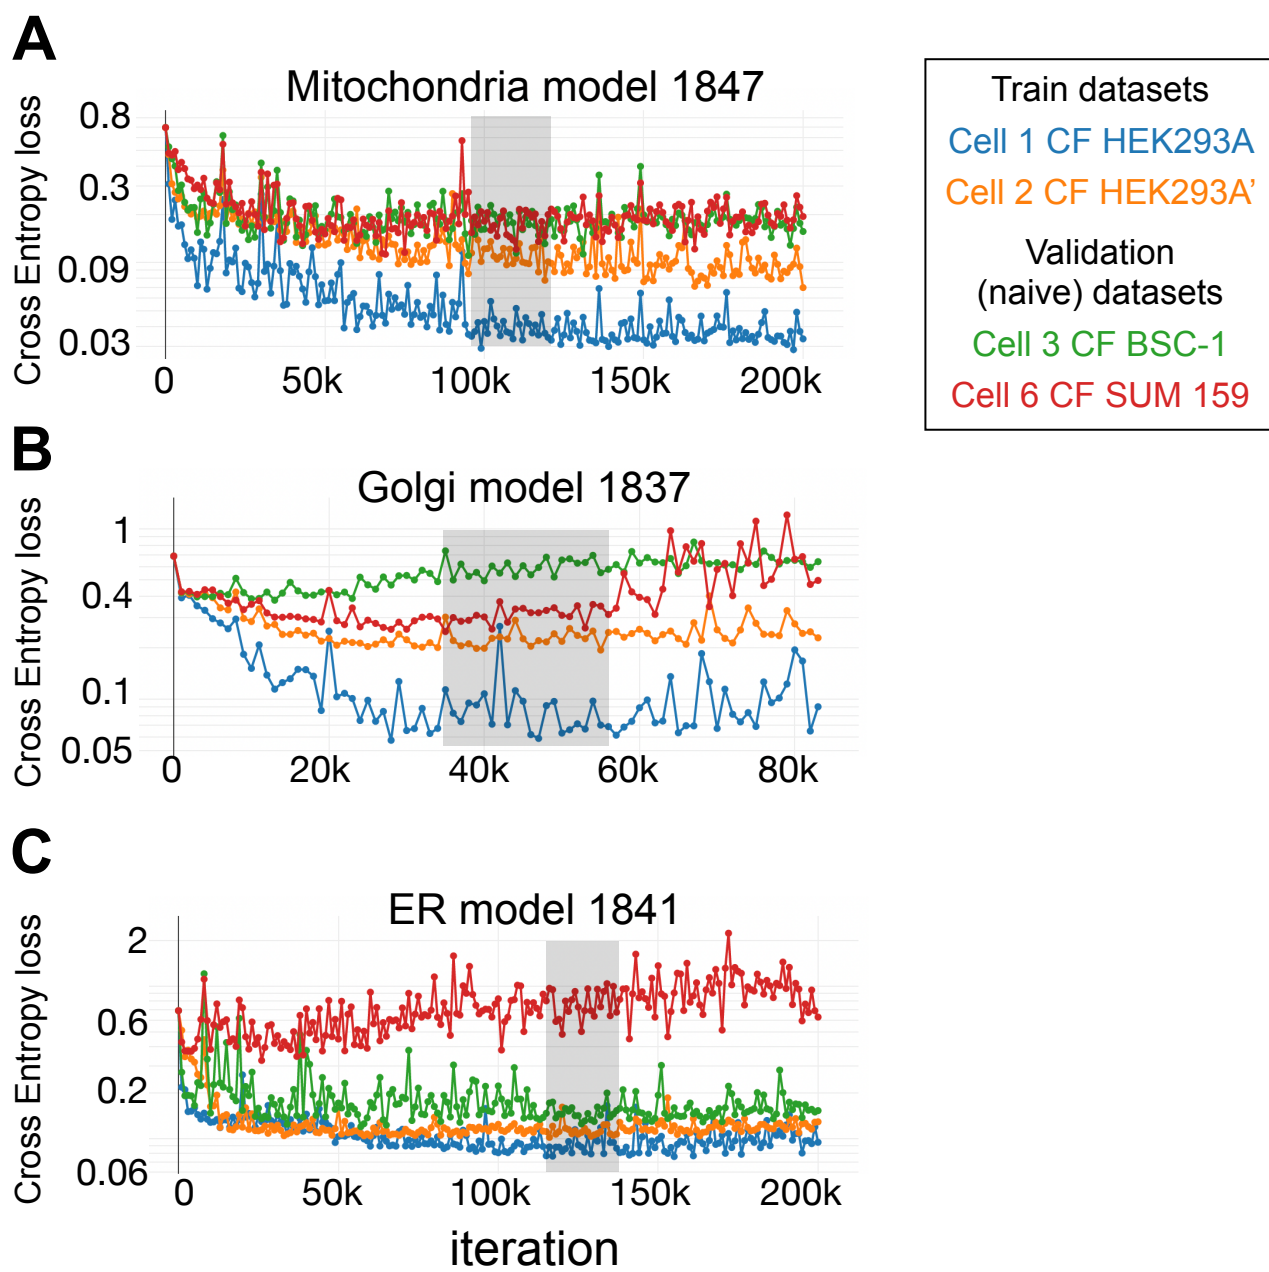 A
Mitochondria model 1847
Cross Entropy loss
0.8
0.3
0.09
0.03
0
50k
100k
150k
200k
Train datasets
Cell 1 CF HEK293A
Cell 2 CF HEK293A’
Validation
(naive) datasets
Cell 3 CF BSC-1
Cell 6 CF SUM 159
B
Golgi model 1837
Cross Entropy loss
1
0.4
0.1
0.05
0
20k
40k
60k
80k
C
ER model 1841
Cross Entropy loss
2
0.6
0.2
0.06
0
50k
100k
150k
200k
iteration